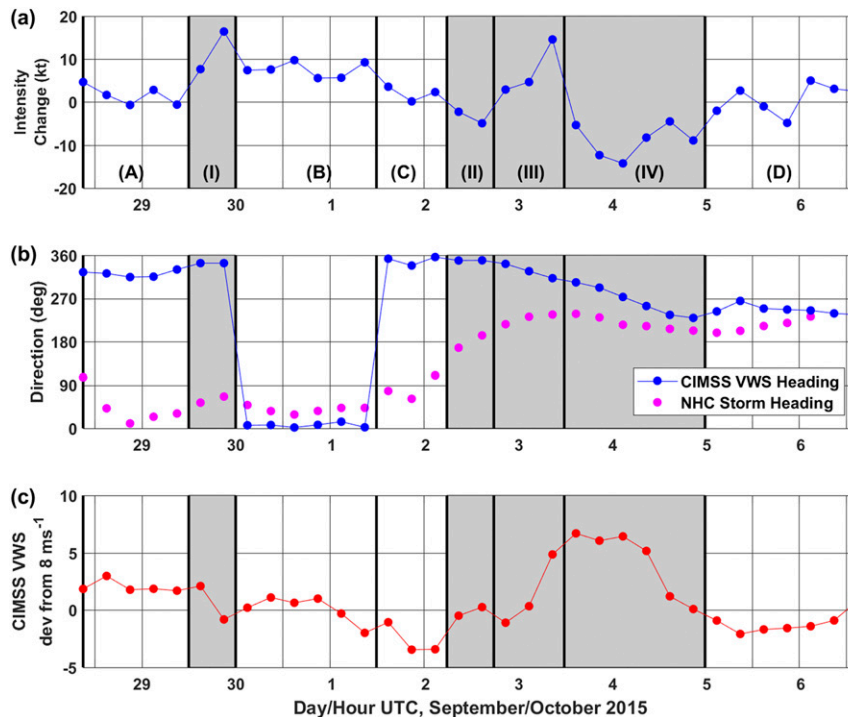 (a)
Intensity
Change (kt)
20
10
0
-10
-20
(A)
(I)
(B)
(C)
(II)
(III)
(IV)
(D)
29
30
1
2
3
4
5
6
(b)
Direction (deg)
360
270
180
90
0
CIMSS VWS Heading
NHC Storm Heading
29
30
1
2
3
4
5
6
(c)
CIMSS VWS
dev from 8 ms⁻¹
10
5
0
-5
29
30
1
2
3
4
5
6
Day/Hour UTC, September/October 2015